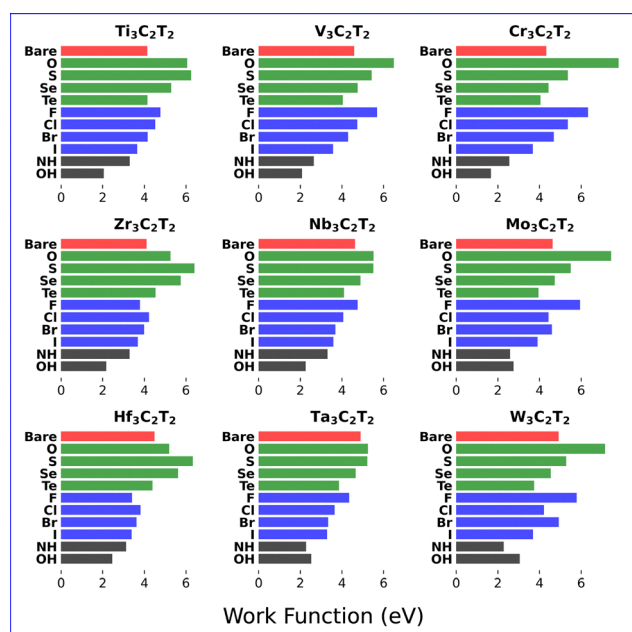 Ti₃C₂T₂ V₃C₂T₂ Cr₃C₂T₂
Bare Bare Bare
O O O
S S S
Se Se Se
Te Te Te
F F F
Cl Cl Cl
Br Br Br
I I I
NH NH NH
OH OH OH
0 2 4 6 0 2 4 6 0 2 4 6
Zr₃C₂T₂ Nb₃C₂T₂ Mo₃C₂T₂
Bare Bare Bare
O O O
S S S
Se Se Se
Te Te Te
F F F
Cl Cl Cl
Br Br Br
I I I
NH NH NH
OH OH OH
0 2 4 6 0 2 4 6 0 2 4 6
Hf₃C₂T₂ Ta₃C₂T₂ W₃C₂T₂
Bare Bare Bare
O O O
S S S
Se Se Se
Te Te Te
F F F
Cl Cl Cl
Br Br Br
I I I
NH NH NH
OH OH OH
0 2 4 6 0 2 4 6 0 2 4 6
Work Function (eV)